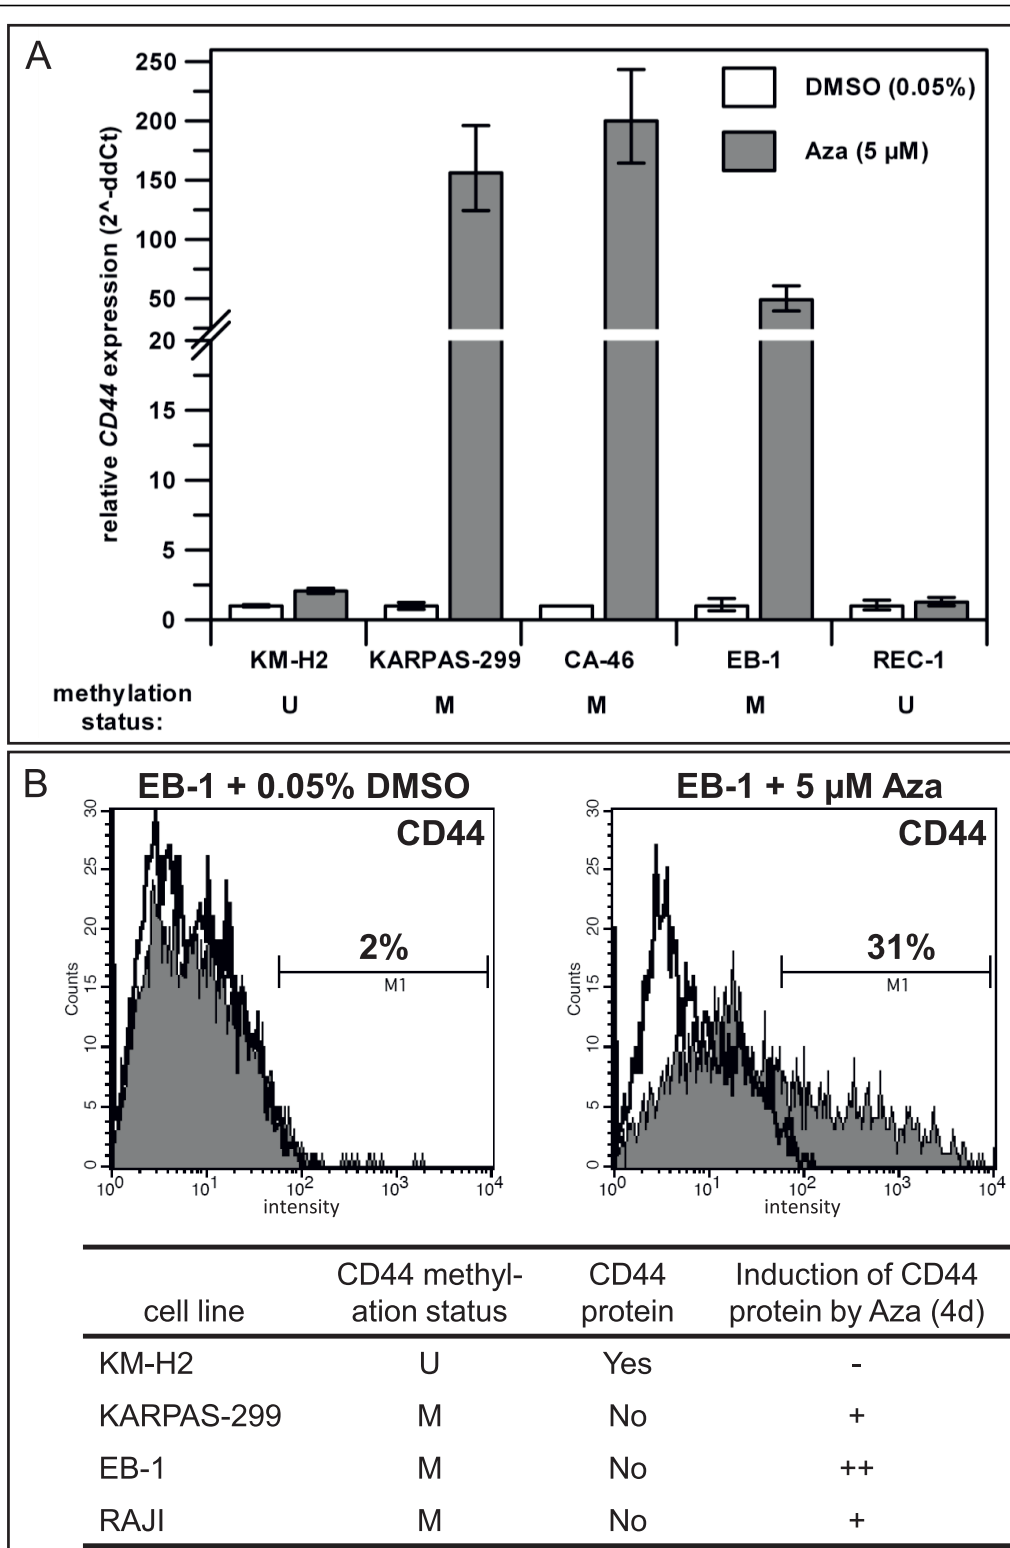 A
250
200
150
100
50
20
15
10
5
0
relative CD44 expression (2^-ddCt)
DMSO (0.05%)
Aza (5 µM)
KM-H2 KARPAS-299 CA-46 EB-1 REC-1
methylation
status:
U M M M U
B
EB-1 + 0.05% DMSO
CD44
30
25
20
15
10
5
0
Counts
2%
M1
10^0 10^1 10^2 10^3 10^4
intensity
EB-1 + 5 µM Aza
CD44
30
25
20
15
10
5
0
Counts
31%
M1
10^0 10^1 10^2 10^3 10^4
intensity
CD44 methyl- CD44 Induction of CD44
cell line ation status protein protein by Aza (4d)
KM-H2 U Yes -
KARPAS-299 M No +
EB-1 M No ++
RAJI M No +